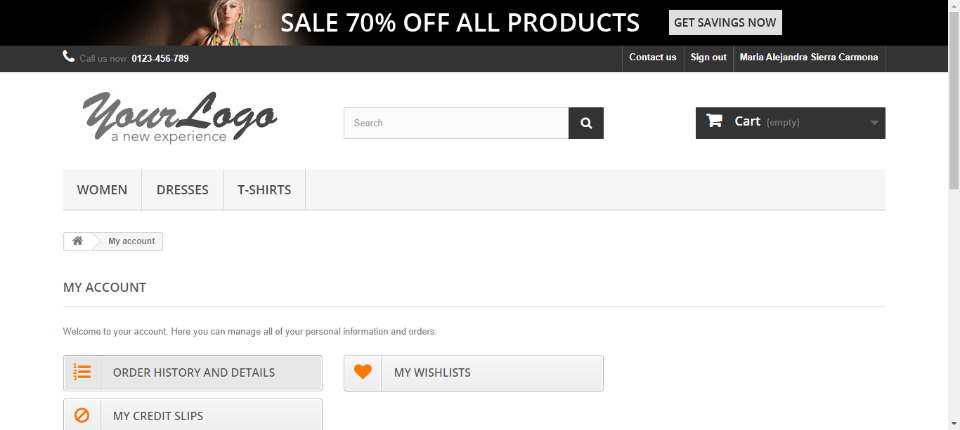 SALE 70% OFF ALL PRODUCTS GET SAVINGS NOW
Call us now: 0123-456-789 Contact us Sign out Maria Alejandra Sierra Carmona
YourLogo
a new experience
Search
Cart (empty)
WOMEN DRESSES T-SHIRTS
My account
MY ACCOUNT
Welcome to your account. Here you can manage all of your personal information and orders.
ORDER HISTORY AND DETAILS MY WISHLISTS
MY CREDIT SLIPS